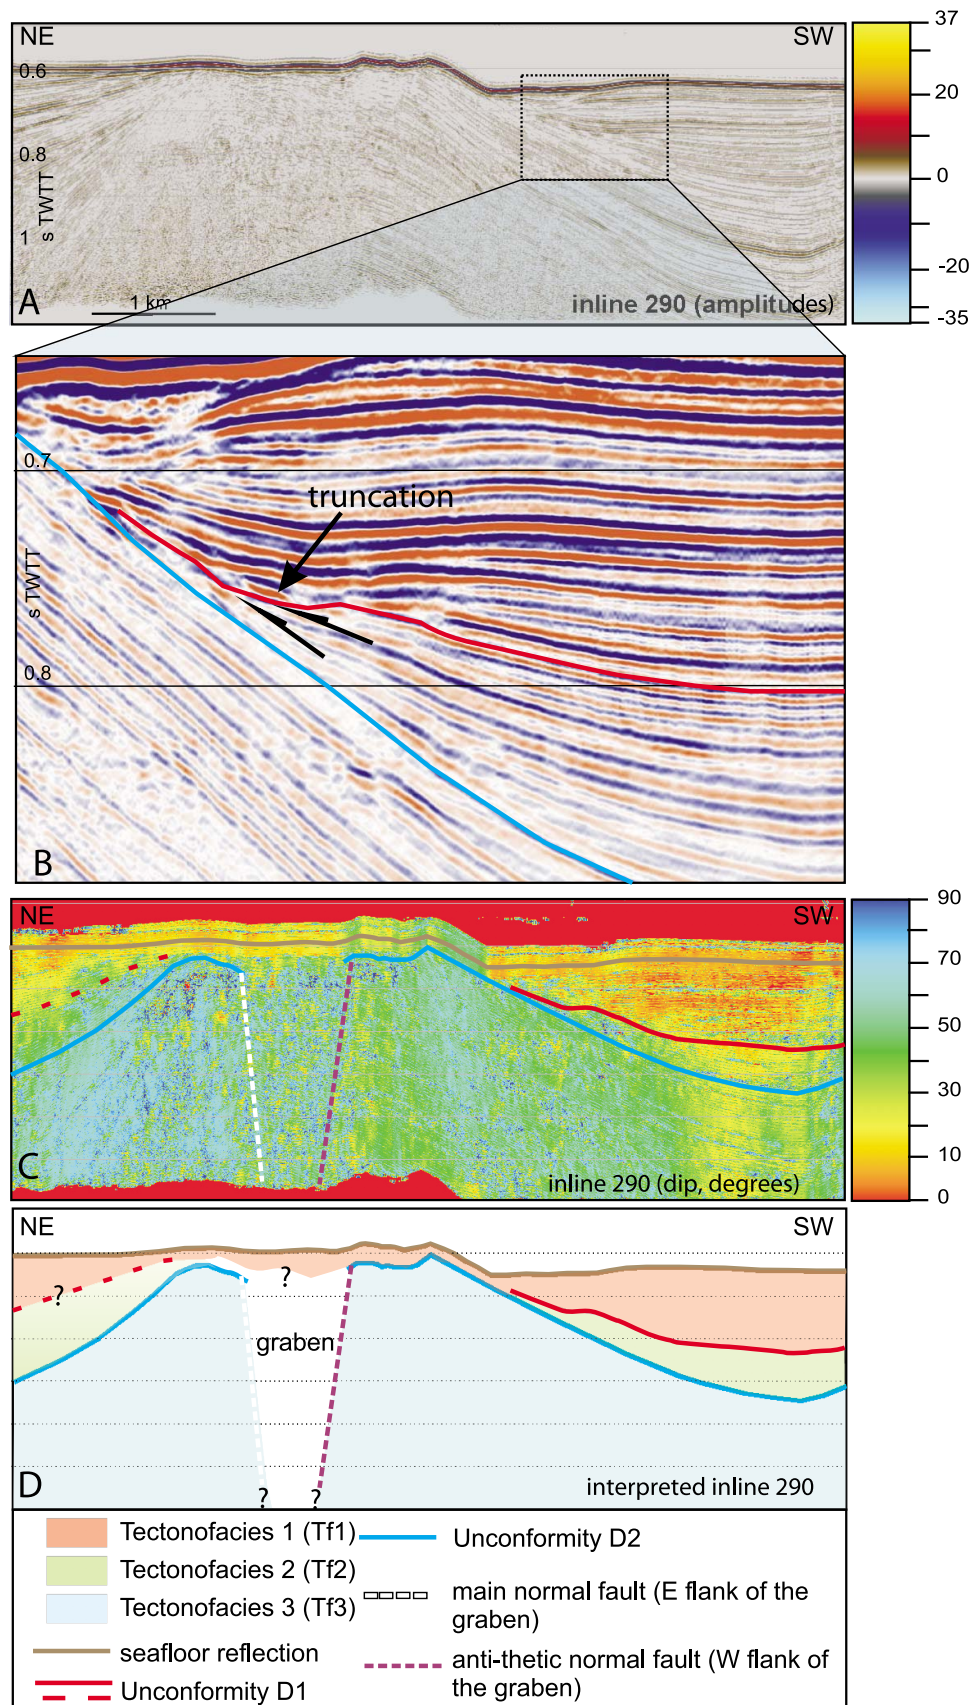 NE
SW
37
20
0
-20
-35
0.6
0.8
1
s TWTT
A
1 km
inline 290 (amplitudes)
0.7
truncation
s TWTT
0.8
B
NE
SW
90
70
50
30
10
0
C
inline 290 (dip, degrees)
NE
SW
?
?
graben
D
?
?
interpreted inline 290
Tectonofacies 1 (Tf1)
Tectonofacies 2 (Tf2)
Tectonofacies 3 (Tf3)
seafloor reflection
Unconformity D1
Unconformity D2
main normal fault (E flank of the
graben)
anti-thetic normal fault (W flank of
the graben)